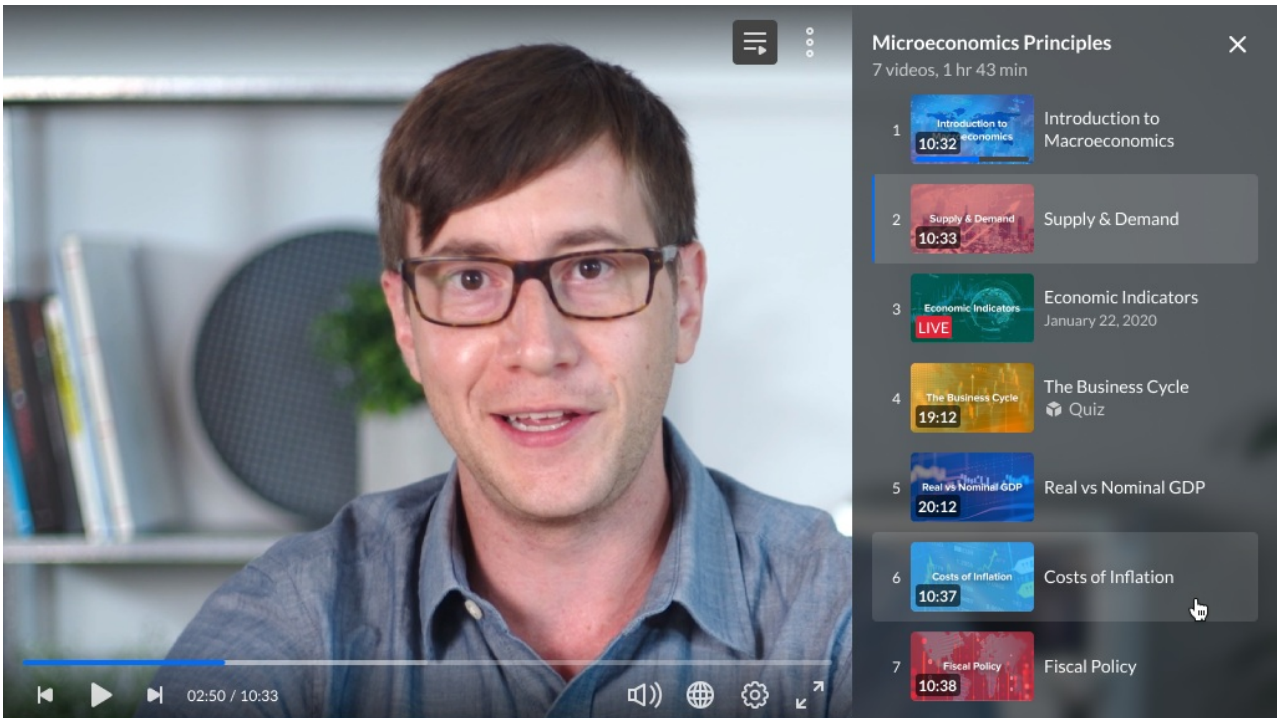 Microeconomics Principles
7 videos, 1 hr 43 min
1
Introduction to
Macroeconomics
10:32
Introduction to
Macroeconomics
2
Supply & Demand
10:33
Supply & Demand
3
Economic Indicators
LIVE
Economic Indicators
January 22, 2020
4
The Business Cycle
19:12
The Business Cycle
Quiz
5
Real vs Nominal GDP
20:12
Real vs Nominal GDP
6
Costs of Inflation
10:37
Costs of Inflation
7
Fiscal Policy
10:38
Fiscal Policy
02:50 / 10:33